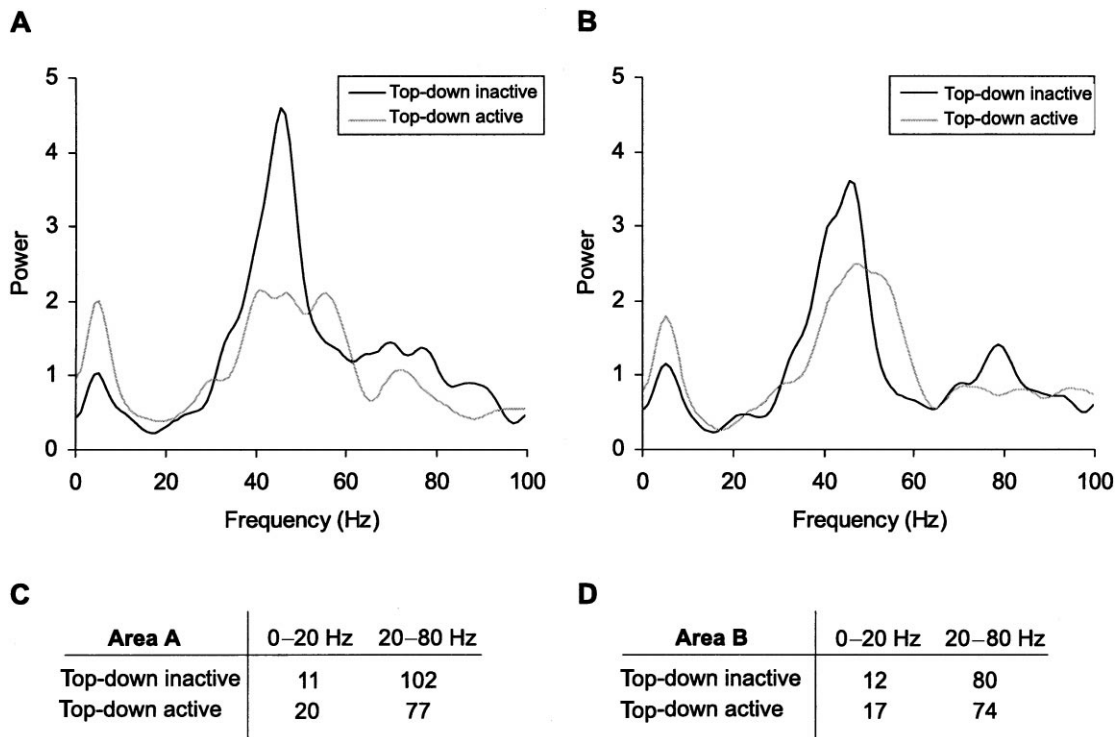 A
B
5
4
3
2
1
0
Power
Top-down inactive
Top-down active
0 20 40 60 80 100
Frequency (Hz)
5
4
3
2
1
0
Power
Top-down inactive
Top-down active
0 20 40 60 80 100
Frequency (Hz)
C
Area A 0–20 Hz 20–80 Hz
Top-down inactive 11 102
Top-down active 20 77
D
Area B 0–20 Hz 20–80 Hz
Top-down inactive 12 80
Top-down active 17 74